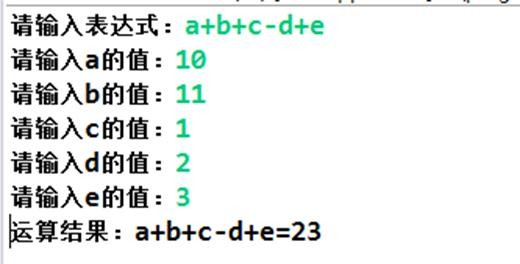 请输入表达式：a+b+c-d+e
请输入a的值：10
请输入b的值：11
请输入c的值：1
请输入d的值：2
请输入e的值：3
运算结果：a+b+c-d+e=23